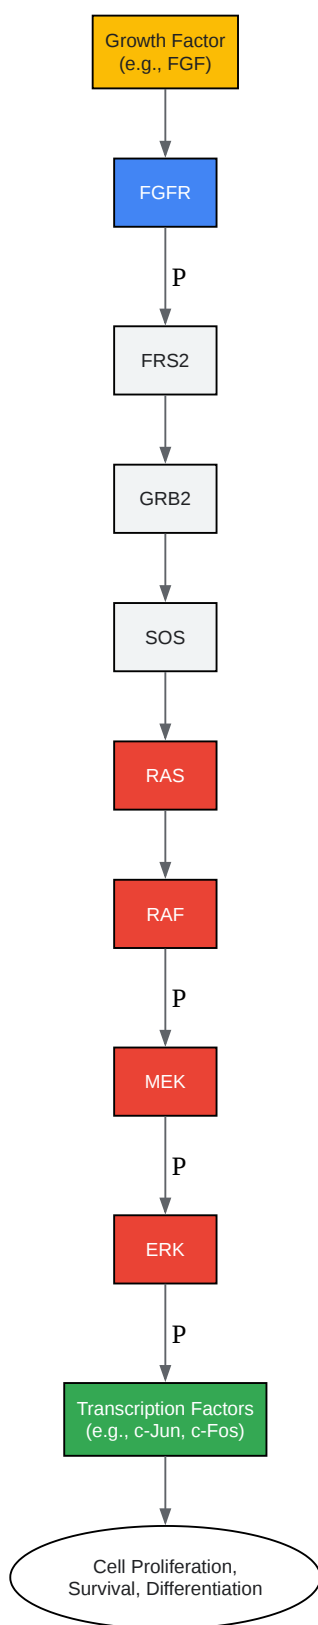 Growth Factor
(e.g., FGF)
FGFR
P
FRS2
GRB2
SOS
RAS
RAF
P
MEK
P
ERK
P
Transcription Factors
(e.g., c-Jun, c-Fos)
Cell Proliferation,
Survival, Differentiation